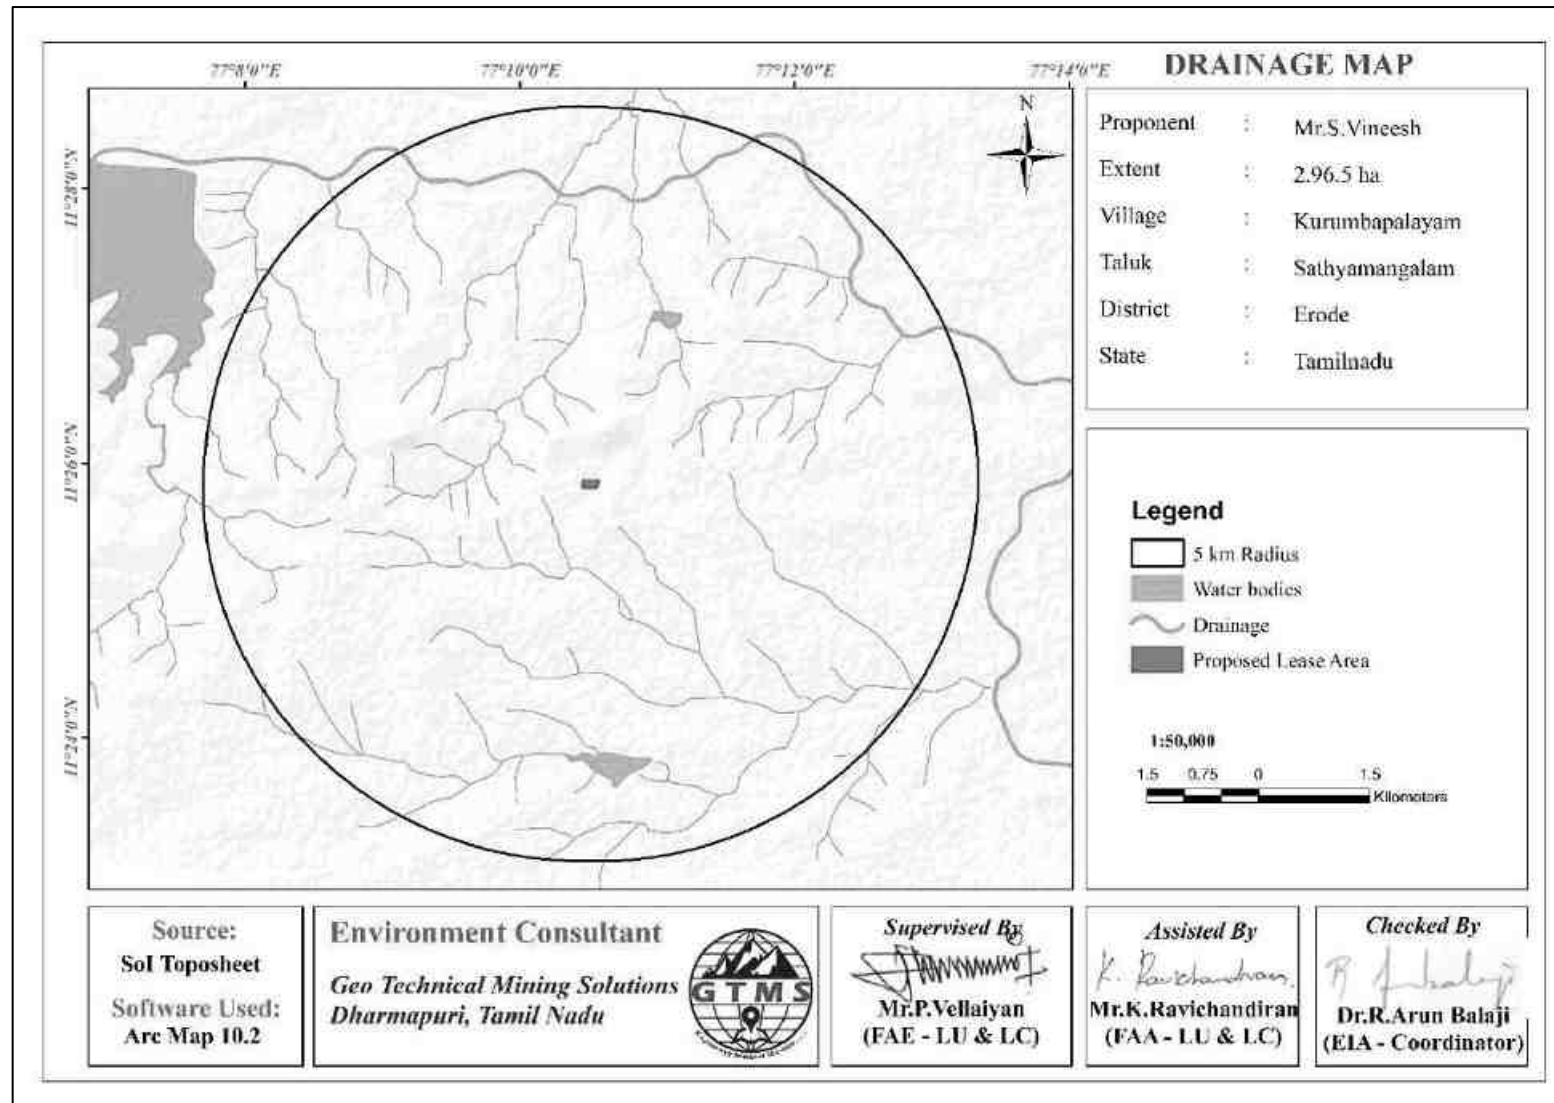 DRAINAGE MAP
77°8'0"E 77°10'0"E 77°12'0"E 77°14'0"E
11°28'0"N
11°26'0"N
11°24'0"N
N
Proponent : Mr.S.Vineesh
Extent : 2.96.5 ha
Village : Kurumbapalayam
Taluk : Sathyamangalam
District : Erode
State : Tamilnadu
Legend
5 km Radius
Water bodies
Drainage
Proposed Lease Area
1:50,000
1.5 0.75 0 1.5
Kilometers
Source:
SoI Toposheet
Software Used:
Arc Map 10.2
Environment Consultant
Geo Technical Mining Solutions
Dharmapuri, Tamil Nadu
GTMS
Supervised By
Mr.P.Vellaiyan
(FAE - LU & LC)
Assisted By
K. Ravichandran.
Mr.K.Ravichandiran
(FAA - LU & LC)
Checked By
Dr.R.Arun Balaji
(EIA - Coordinator)